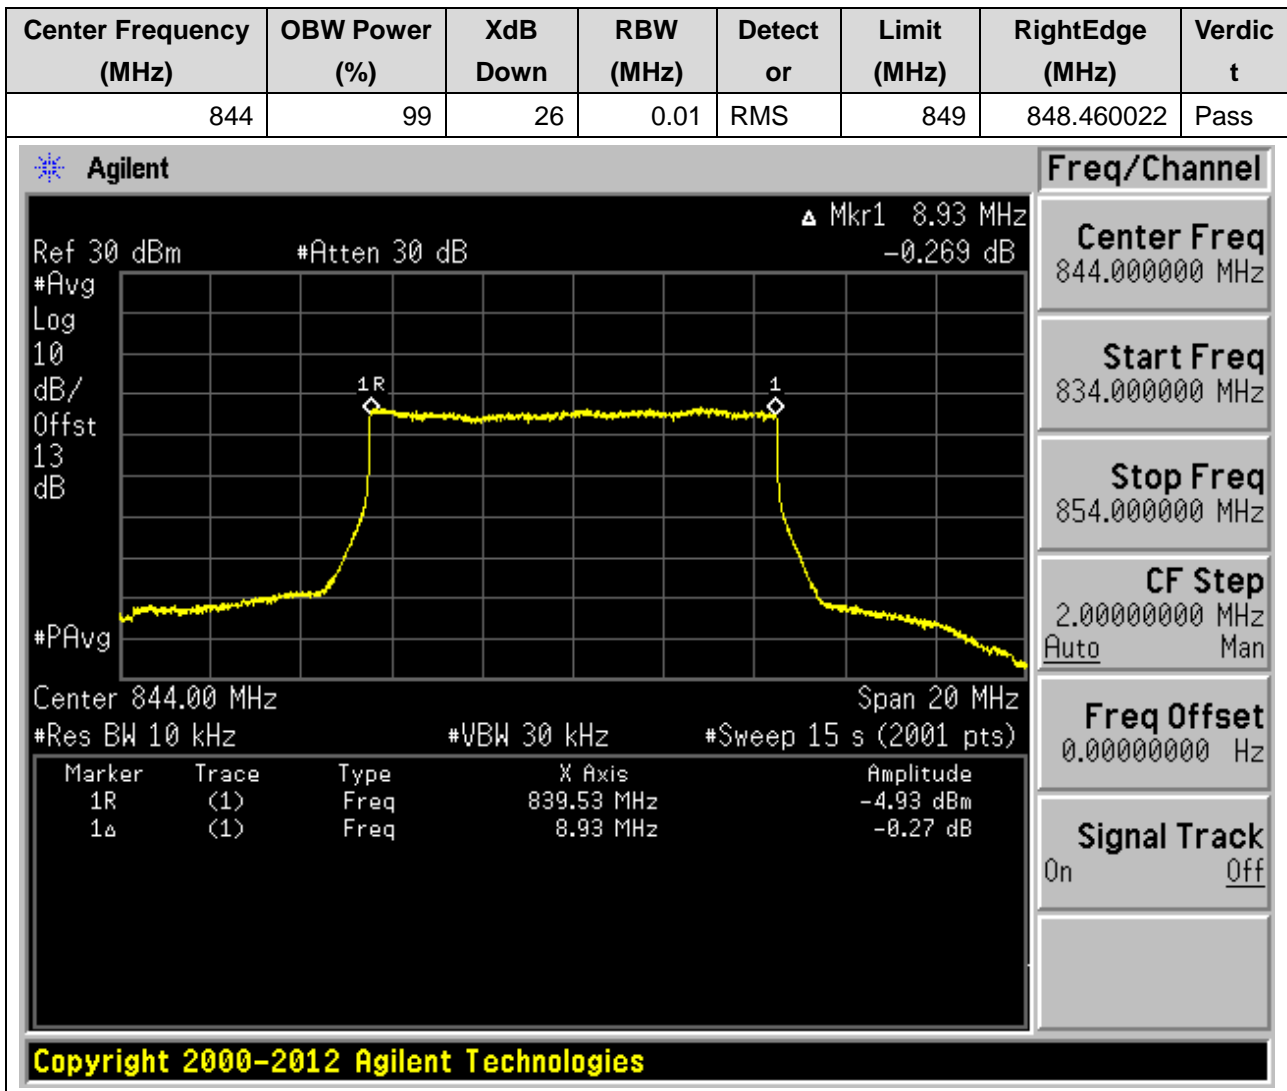 Center Frequency (MHz) OBW Power (%) XdB Down RBW (MHz) Detect or Limit (MHz) RightEdge (MHz) Verdic t
844 99 26 0.01 RMS 849 848.460022 Pass
Agilent
Freq/Channel
Δ Mkr1 8.93 MHz
Ref 30 dBm #Atten 30 dB -0.269 dB
#Avg
Log
10
dB/
Offst
13
dB
#PAvg
1R
1
Center 844.00 MHz Span 20 MHz
#Res BW 10 kHz #VBW 30 kHz #Sweep 15 s (2001 pts)
Marker Trace Type X Axis Amplitude
1R (1) Freq 839.53 MHz -4.93 dBm
1Δ (1) Freq 8.93 MHz -0.27 dB
Center Freq
844.000000 MHz
Start Freq
834.000000 MHz
Stop Freq
854.000000 MHz
CF Step
2.00000000 MHz
Auto Man
Freq Offset
0.00000000 Hz
Signal Track
On Off
Copyright 2000-2012 Agilent Technologies